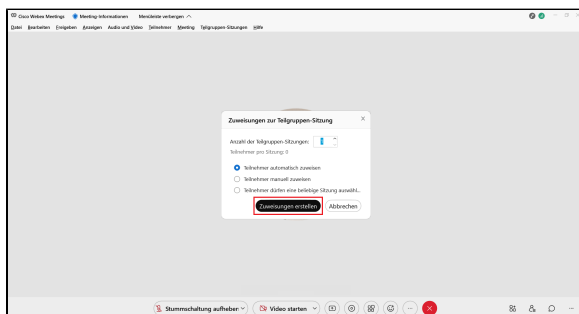 Cisco Webex Meetings Meeting-Informationen Menüleiste verbergen
Datei Bearbeiten Freigeben Anzeigen Audio und Video Teilnehmer Meeting Teilgruppen-Sitzungen Hilfe
Zuweisungen zur Teilgruppen-Sitzung
Anzahl der Teilgruppen-Sitzungen:
Teilnehmer pro Sitzung: 0
Teilnehmer automatisch zuweisen
Teilnehmer manuell zuweisen
Teilnehmer dürfen eine beliebige Sitzung auswähl...
Zuweisungen erstellen Abbrechen
Stummschaltung aufheben Video starten